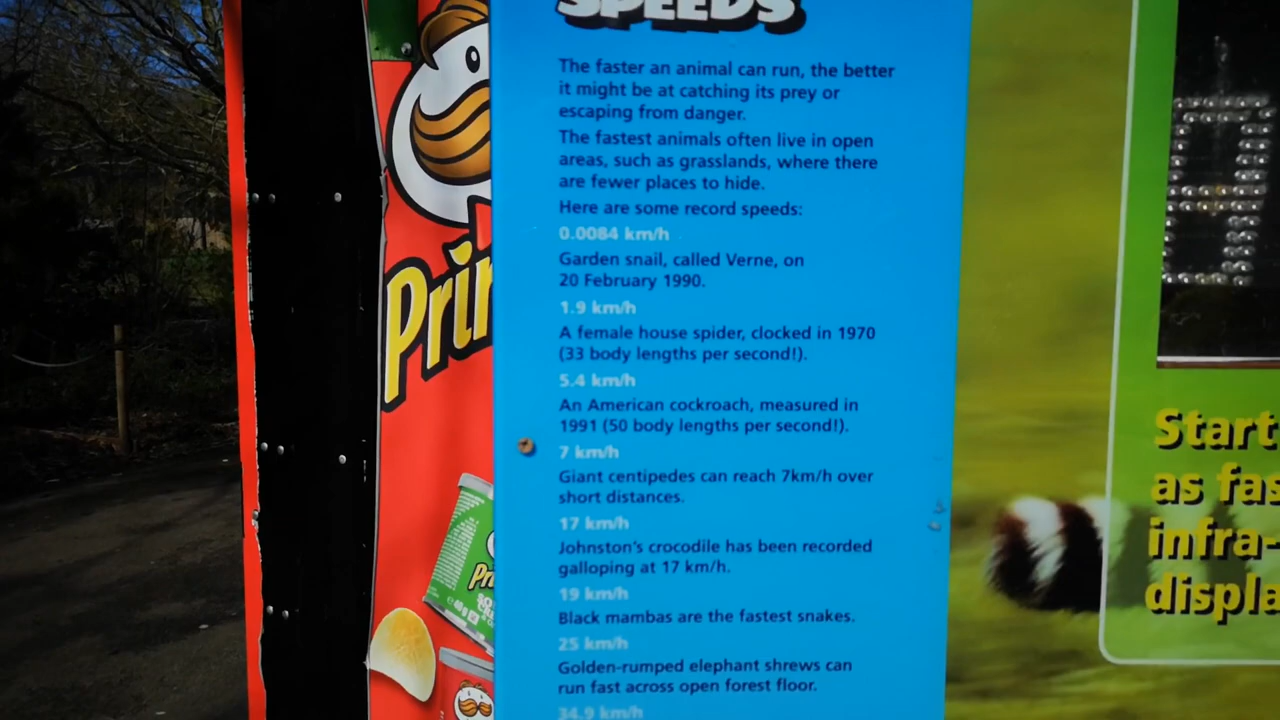 SPEEDS
The faster an animal can run, the better
it might be at catching its prey or
escaping from danger.
The fastest animals often live in open
areas, such as grasslands, where there
are fewer places to hide.
Here are some record speeds:
0.0084 km/h
Garden snail, called Verne, on
20 February 1990.
1.9 km/h
A female house spider, clocked in 1970
(33 body lengths per second!).
5.4 km/h
An American cockroach, measured in
1991 (50 body lengths per second!).
7 km/h
Giant centipedes can reach 7km/h over
short distances.
17 km/h
Johnston's crocodile has been recorded
galloping at 17 km/h.
19 km/h
Black mambas are the fastest snakes.
25 km/h
Golden-rumped elephant shrews can
run fast across open forest floor.
34.9 km/h
Prin
Pri
Start
as fas
infra-
displa